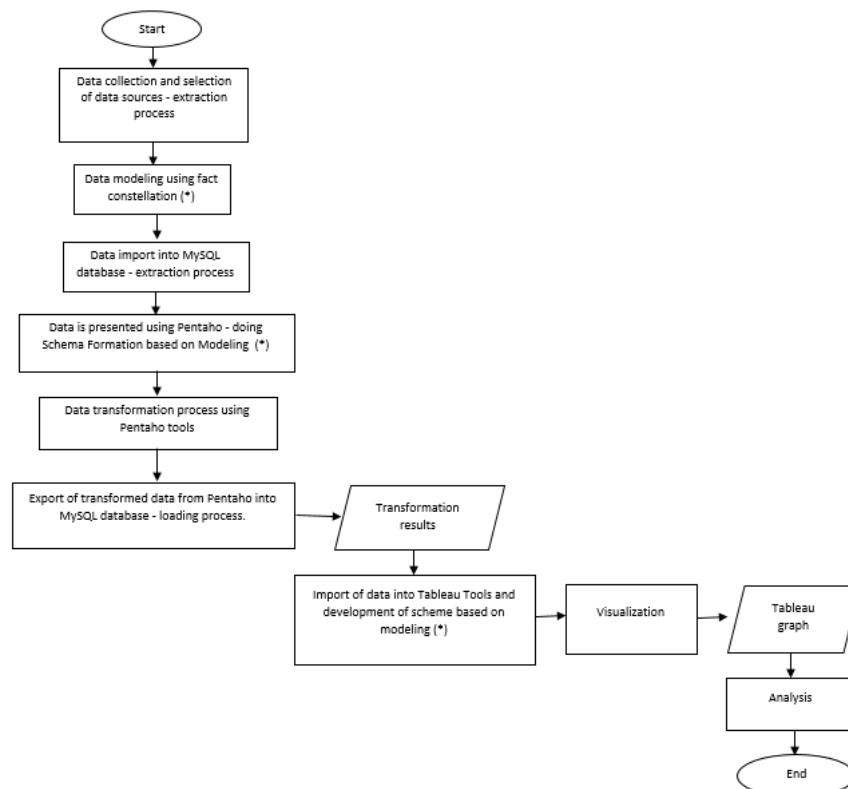 Start
Data collection and selection
of data sources - extraction
process
Data modeling using fact
constellation (*)
Data import into MySQL
database - extraction process
Data is presented using Pentaho - doing
Schema Formation based on Modeling (*)
Data transformation process using
Pentaho tools
Export of transformed data from Pentaho into
MySQL database - loading process.
Transformation
results
Import of data into Tableau Tools and
development of scheme based on
modeling (*)
Visualization
Tableau
graph
Analysis
End